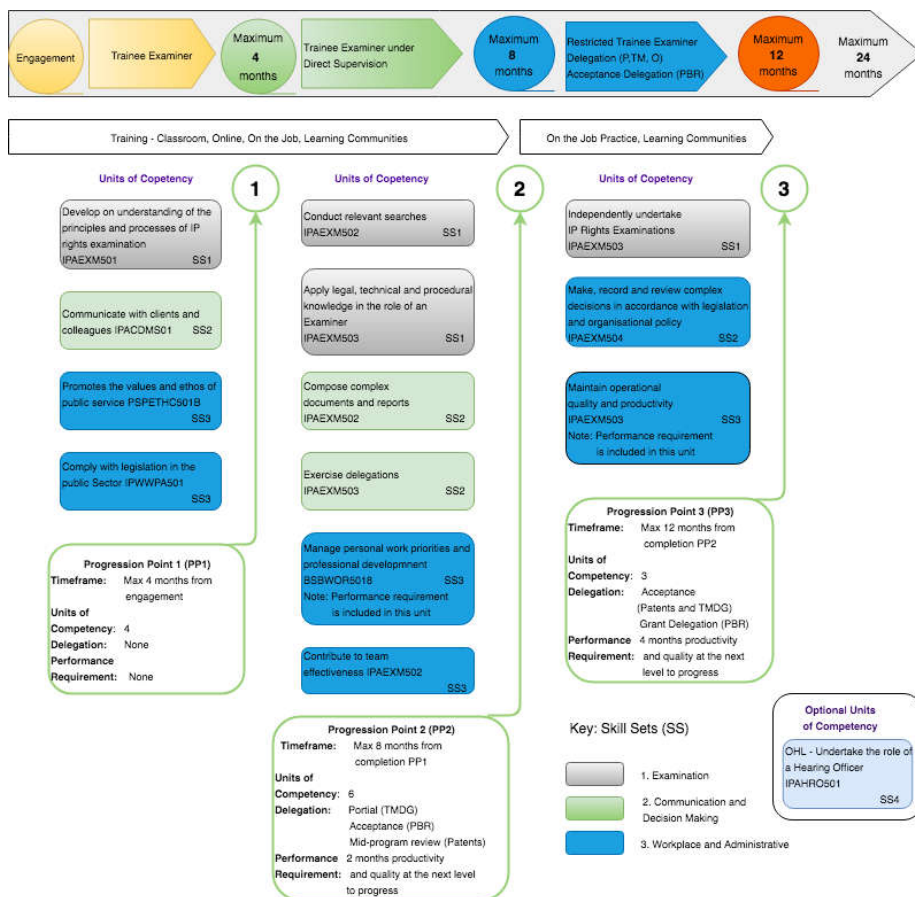 Engagement
Trainee Examiner
Maximum
4
months
Trainee Examiner under
Direct Supervision
Maximum
8
months
Restricted Trainee Examiner
Delegation (P,TM, O)
Acceptance Delegation (PBR)
Maximum
12
months
Maximum
24
months
Training - Classroom, Online, On the Job, Learning Communities
On the Job Practice, Learning Communities
Units of Copetency
1
Develop on understanding of the
principles and processes of IP
rights examination
IPAEXM501 SS1
Communicate with clients and
colleagues IPACDMS01 SS2
Promotes the values and ethos of
public service PSPETHC501B
SS3
Comply with legislation in the
public Sector IPWWPA501
SS3
Progression Point 1 (PP1)
Timeframe: Max 4 months from
engagement
Units of
Competency: 4
Delegation: None
Performance
Requirement: None
Units of Competency
2
Conduct relevant searches
IPAEXM502 SS1
Apply legal, technical and procedural
knowledge in the role of an
Examiner
IPAEXM503 SS1
Compose complex
documents and reports
IPAEXM502 SS2
Exercise delegations
IPAEXM503 SS2
Manage personal work priorities and
professional developmnent
BSBWOR5018 SS3
Note: Performance requirement
is included in this unit
Contribute to team
effectiveness IPAEXM502
SS3
Progression Point 2 (PP2)
Timeframe: Max 8 months from
completion PP1
Units of
Competency: 6
Delegation: Portial (TMDG)
Acceptance (PBR)
Mid-program review (Patents)
Performance 2 months productivity
Requirement: and quality at the next level
to progress
Units of Competency
3
Independently undertake
IP Rights Examinations
IPAEXM503 SS1
Make, record and review complex
decisions in accordance with legislation
and organisational policy
IPAEXM504 SS2
Maintain operational
quality and productivity
IPAEXM503 SS3
Note: Performance requirement
is included in this unit
Progression Point 3 (PP3)
Timeframe: Max 12 months from
completion PP2
Units of
Competency: 3
Delegation: Acceptance
(Patents and TMDG)
Grant Delegation (PBR)
Performance 4 months productivity
Requirement: and quality at the next
level to progress
Key: Skill Sets (SS)
1. Examination
2. Communication and
Decision Making
3. Workplace and Administrative
Optional Units
of Competency
OHL - Undertake the role of
a Hearing Officer
IPAHRO501
SS4